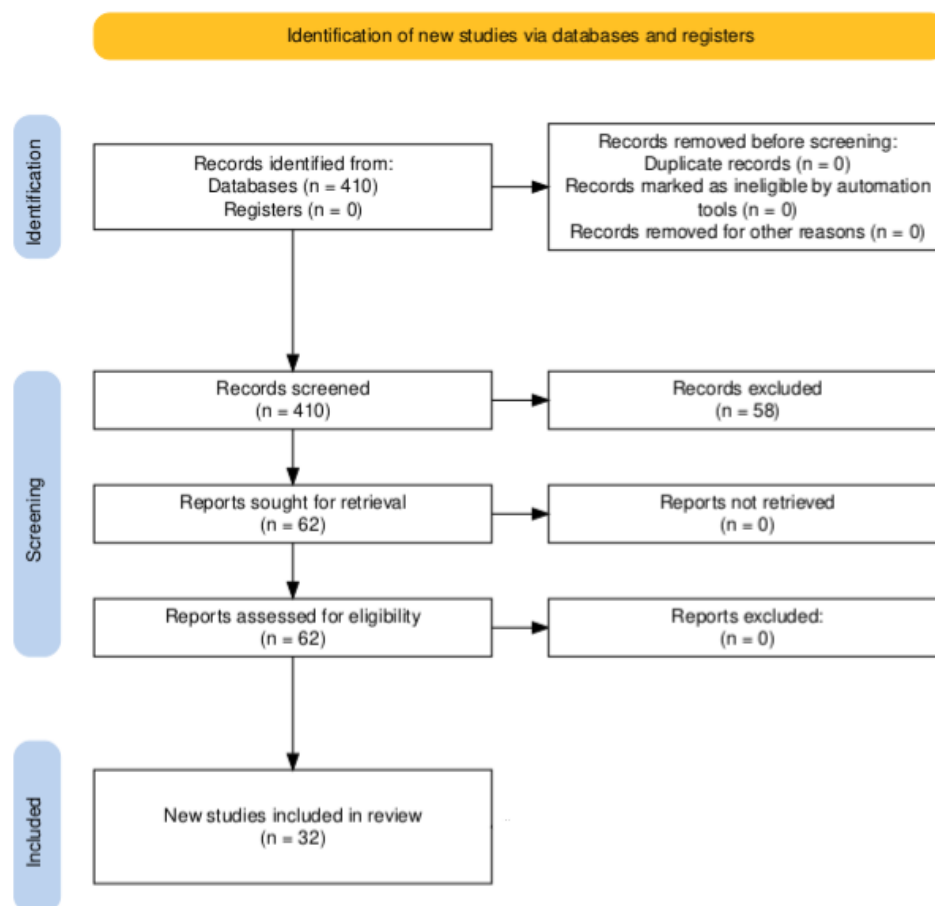 Identification of new studies via databases and registers
Identification
Records identified from:
Databases (n = 410)
Registers (n = 0)
Records removed before screening:
Duplicate records (n = 0)
Records marked as ineligible by automation
tools (n = 0)
Records removed for other reasons (n = 0)
Screening
Records screened
(n = 410)
Records excluded
(n = 58)
Reports sought for retrieval
(n = 62)
Reports not retrieved
(n = 0)
Reports assessed for eligibility
(n = 62)
Reports excluded:
(n = 0)
Included
New studies included in review
(n = 32)